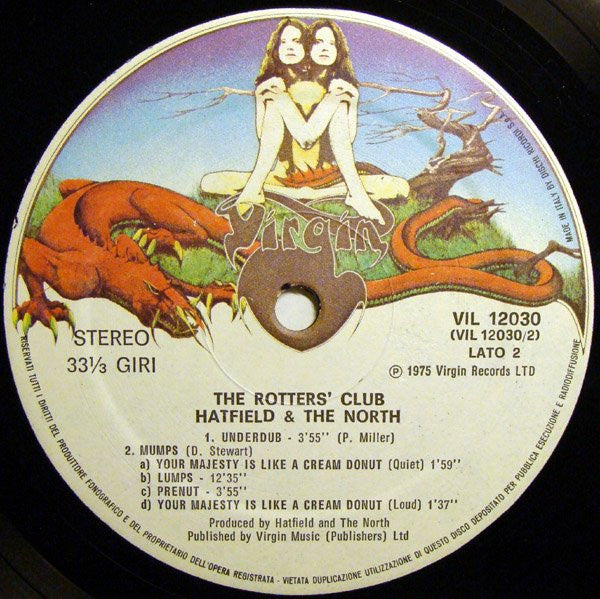 Virgin
MADE IN ITALY BY DISCHI RICORDI S.p.A.
STEREO
33⅓ GIRI
VIL 12030
(VIL 12030/2)
LATO 2
℗ 1975 Virgin Records LTD
THE ROTTERS' CLUB
HATFIELD & THE NORTH
1. UNDERDUB - 3'55'' (P. Miller)
2. MUMPS (D. Stewart)
a) YOUR MAJESTY IS LIKE A CREAM DONUT (Quiet) 1'59''
b) LUMPS - 12'35''
c) PRENUT - 3'55''
d) YOUR MAJESTY IS LIKE A CREAM DONUT (Loud) 1'37''
Produced by Hatfield and The North
Published by Virgin Music (Publishers) Ltd
RISERVATI TUTTI I DIRITTI DEL PRODUTTORE FONOGRAFICO E DEL PROPRIETARIO DELL'OPERA REGISTRATA - VIETATA DUPLICAZIONE UTILIZZAZIONE DI QUESTO DISCO DEPOSITATO PER PUBBLICA ESECUZIONE E RADIODIFFUSIONE